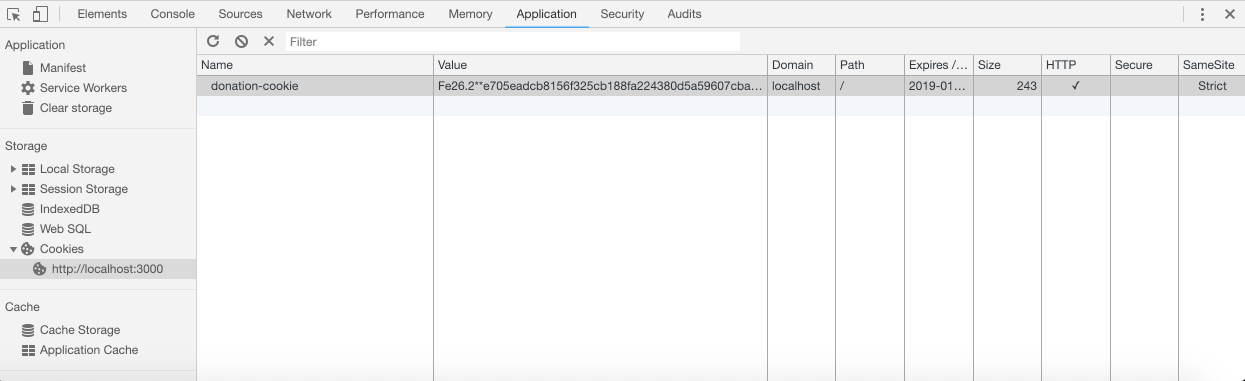 Elements Console Sources Network Performance Memory Application Security Audits
Application
Manifest
Service Workers
Clear storage
Storage
Local Storage
Session Storage
IndexedDB
Web SQL
Cookies
http://localhost:3000
Cache
Cache Storage
Application Cache
Filter
Name Value Domain Path Expires /... Size HTTP Secure SameSite
donation-cookie Fe26.2**e705eadcb8156f325cb188fa224380d5a59607cba... localhost / 2019-01... 243 ✓ Strict